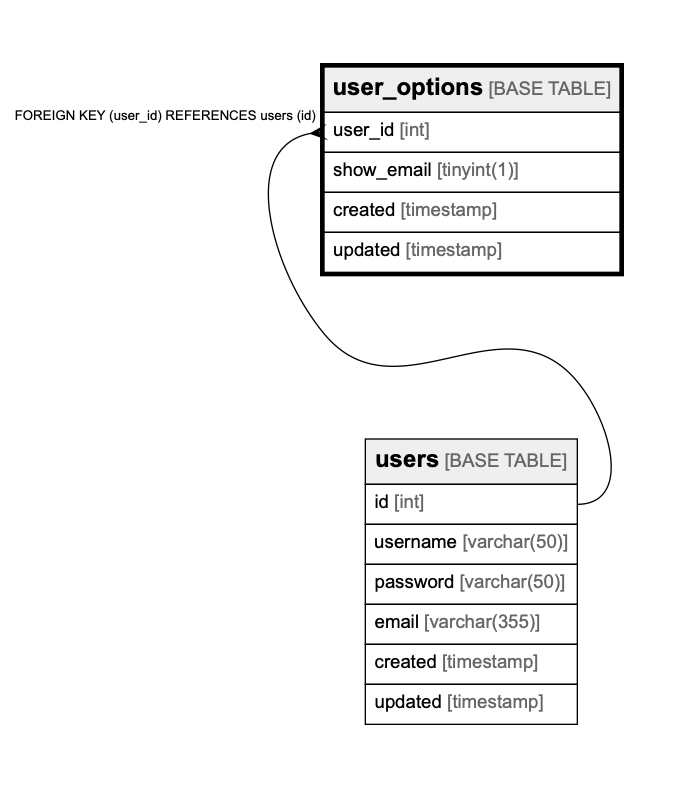 user_options [BASE TABLE]
FOREIGN KEY (user_id) REFERENCES users (id)
user_id [int]
show_email [tinyint(1)]
created [timestamp]
updated [timestamp]
users [BASE TABLE]
id [int]
username [varchar(50)]
password [varchar(50)]
email [varchar(355)]
created [timestamp]
updated [timestamp]